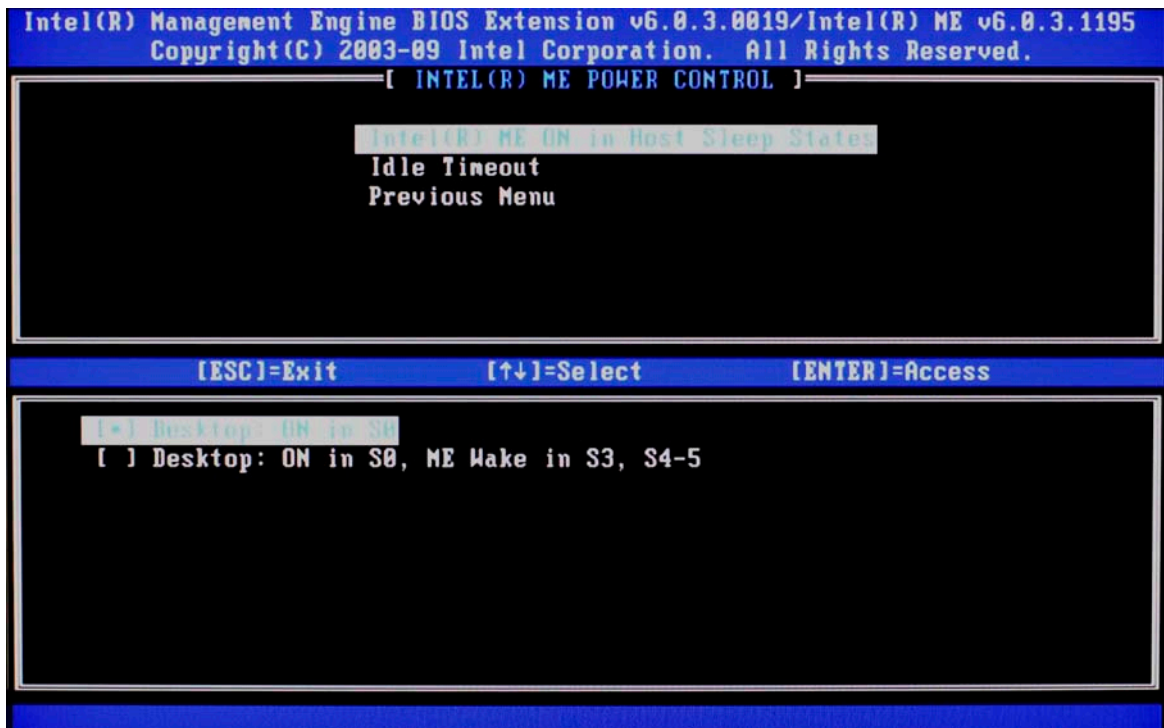 Intel(R) Management Engine BIOS Extension v6.0.3.0019/Intel(R) ME v6.0.3.1195
Copyright(C) 2003-09 Intel Corporation. All Rights Reserved.
[ INTEL(R) ME POWER CONTROL ]
Intel(R) ME ON in Host Sleep States
Idle Timeout
Previous Menu
[ESC]=Exit [↑↓]=Select [ENTER]=Access
[*] Desktop: ON in S0
[ ] Desktop: ON in S0, ME Wake in S3, S4-5